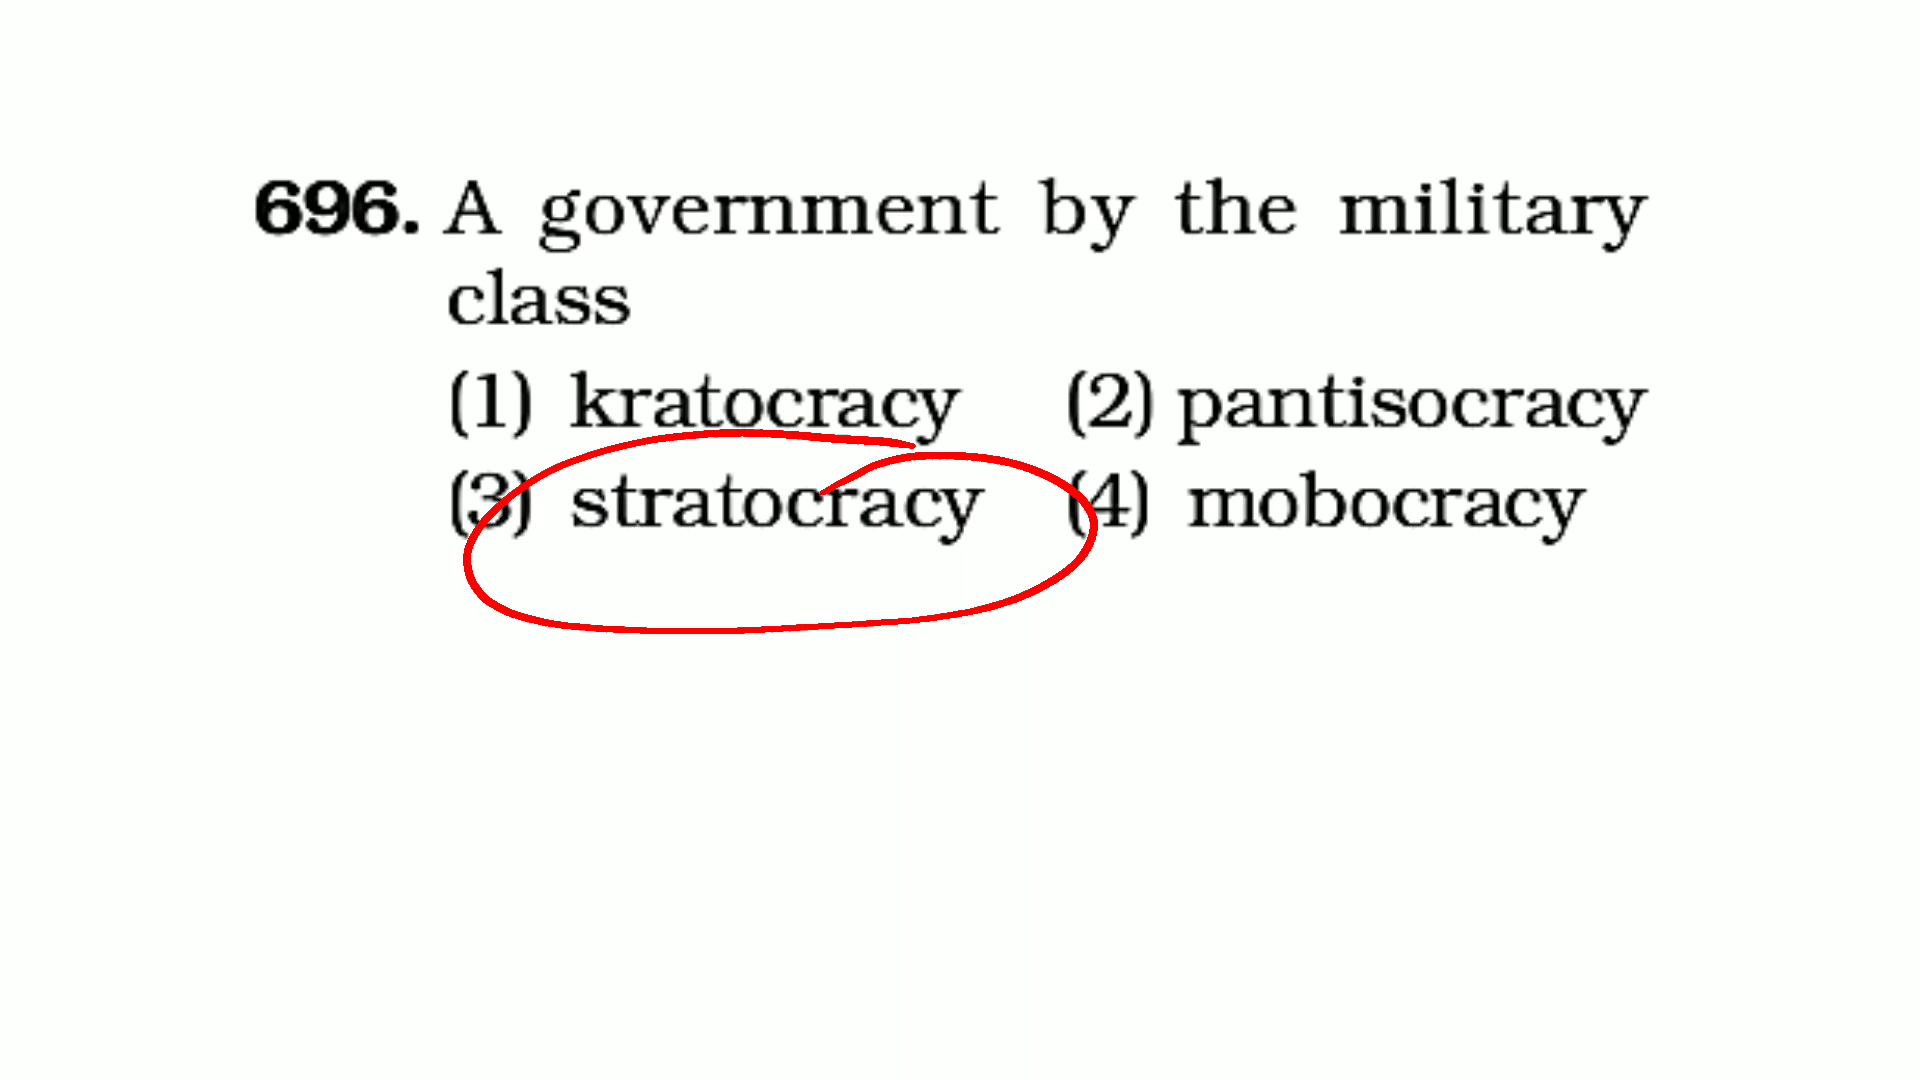 696. A government by the military
class
(1) kratocracy (2) pantisocracy
(3) stratocracy (4) mobocracy